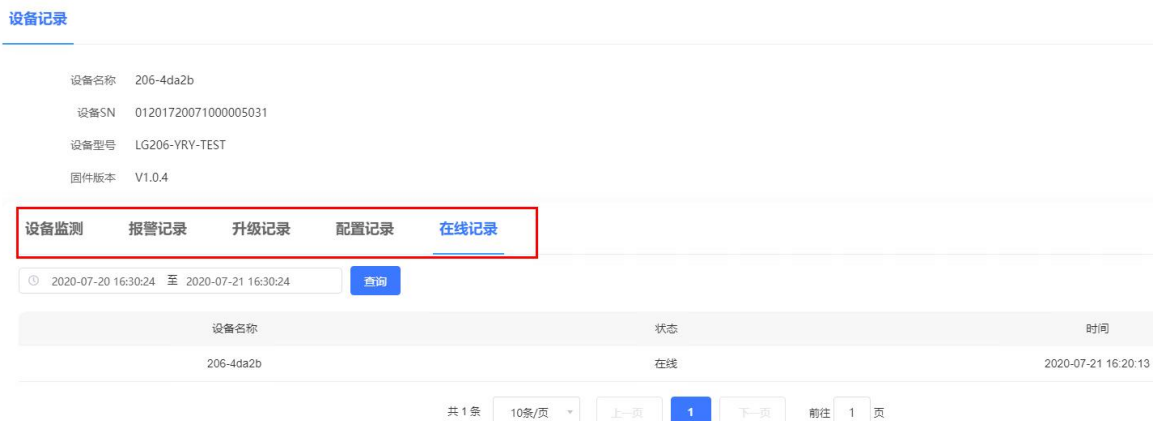 设备记录
设备名称 206-4da2b
设备SN 01201720071000005031
设备型号 LG206-YRY-TEST
固件版本 V1.0.4
设备监测 报警记录 升级记录 配置记录 在线记录
2020-07-20 16:30:24 至 2020-07-21 16:30:24 查询
设备名称 状态 时间
206-4da2b 在线 2020-07-21 16:20:13
共 1 条 10条/页 上一页 1 下一页 前往 1 页